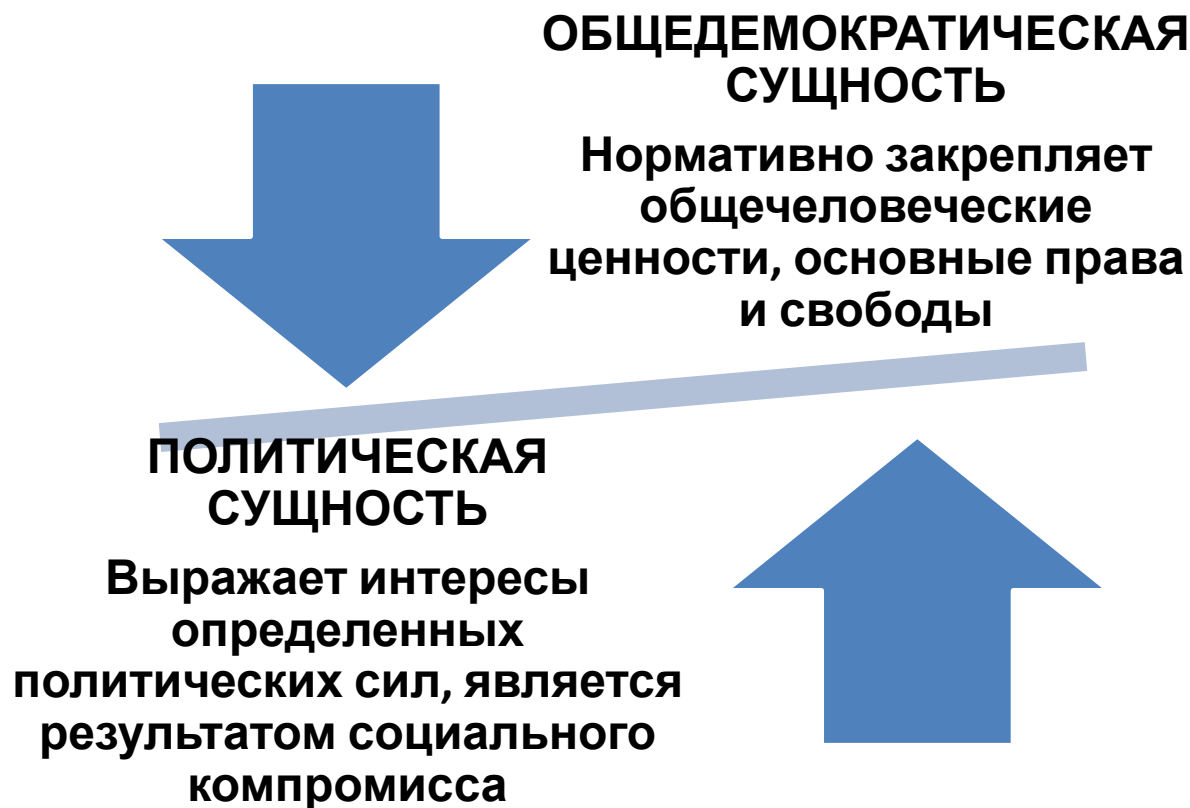 ОБЩЕДЕМОКРАТИЧЕСКАЯ
СУЩНОСТЬ
Нормативно закрепляет
общечеловеческие
ценности, основные права
и свободы
ПОЛИТИЧЕСКАЯ
СУЩНОСТЬ
Выражает интересы
определенных
политических сил, является
результатом социального
компромисса